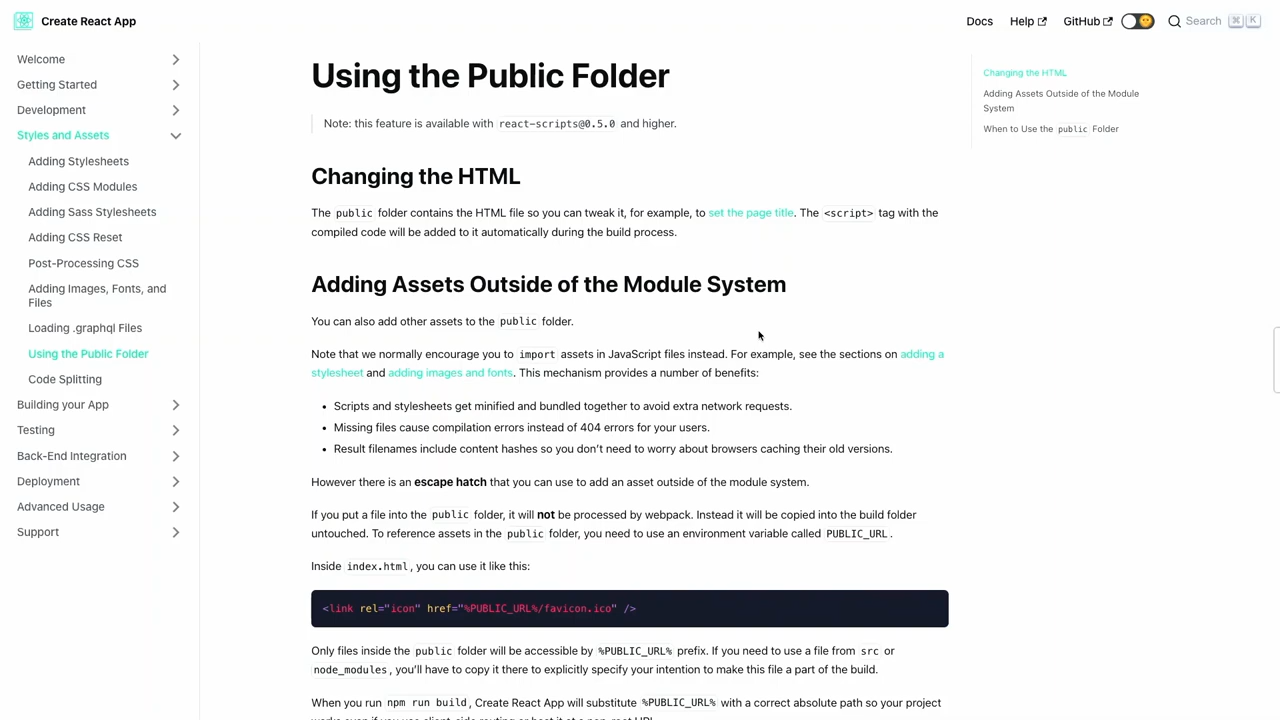 Create React App
Docs Help GitHub Search ⌘ K
Welcome
Getting Started
Development
Styles and Assets
Adding Stylesheets
Adding CSS Modules
Adding Sass Stylesheets
Adding CSS Reset
Post-Processing CSS
Adding Images, Fonts, and
Files
Loading .graphql Files
Using the Public Folder
Code Splitting
Building your App
Testing
Back-End Integration
Deployment
Advanced Usage
Support
Using the Public Folder
Note: this feature is available with react-scripts@0.5.0 and higher.
Changing the HTML
The public folder contains the HTML file so you can tweak it, for example, to set the page title. The <script> tag with the
compiled code will be added to it automatically during the build process.
Adding Assets Outside of the Module System
You can also add other assets to the public folder.
Note that we normally encourage you to import assets in JavaScript files instead. For example, see the sections on adding a
stylesheet and adding images and fonts. This mechanism provides a number of benefits:
• Scripts and stylesheets get minified and bundled together to avoid extra network requests.
• Missing files cause compilation errors instead of 404 errors for your users.
• Result filenames include content hashes so you don't need to worry about browsers caching their old versions.
However there is an escape hatch that you can use to add an asset outside of the module system.
If you put a file into the public folder, it will not be processed by webpack. Instead it will be copied into the build folder
untouched. To reference assets in the public folder, you need to use an environment variable called PUBLIC_URL.
Inside index.html, you can use it like this:
<link rel="icon" href="%PUBLIC_URL%/favicon.ico" />
Only files inside the public folder will be accessible by %PUBLIC_URL% prefix. If you need to use a file from src or
node_modules, you'll have to copy it there to explicitly specify your intention to make this file a part of the build.
When you run npm run build, Create React App will substitute %PUBLIC_URL% with a correct absolute path so your project
works even if you use client-side routing or host it at a non-root URL.
Changing the HTML
Adding Assets Outside of the Module
System
When to Use the public Folder